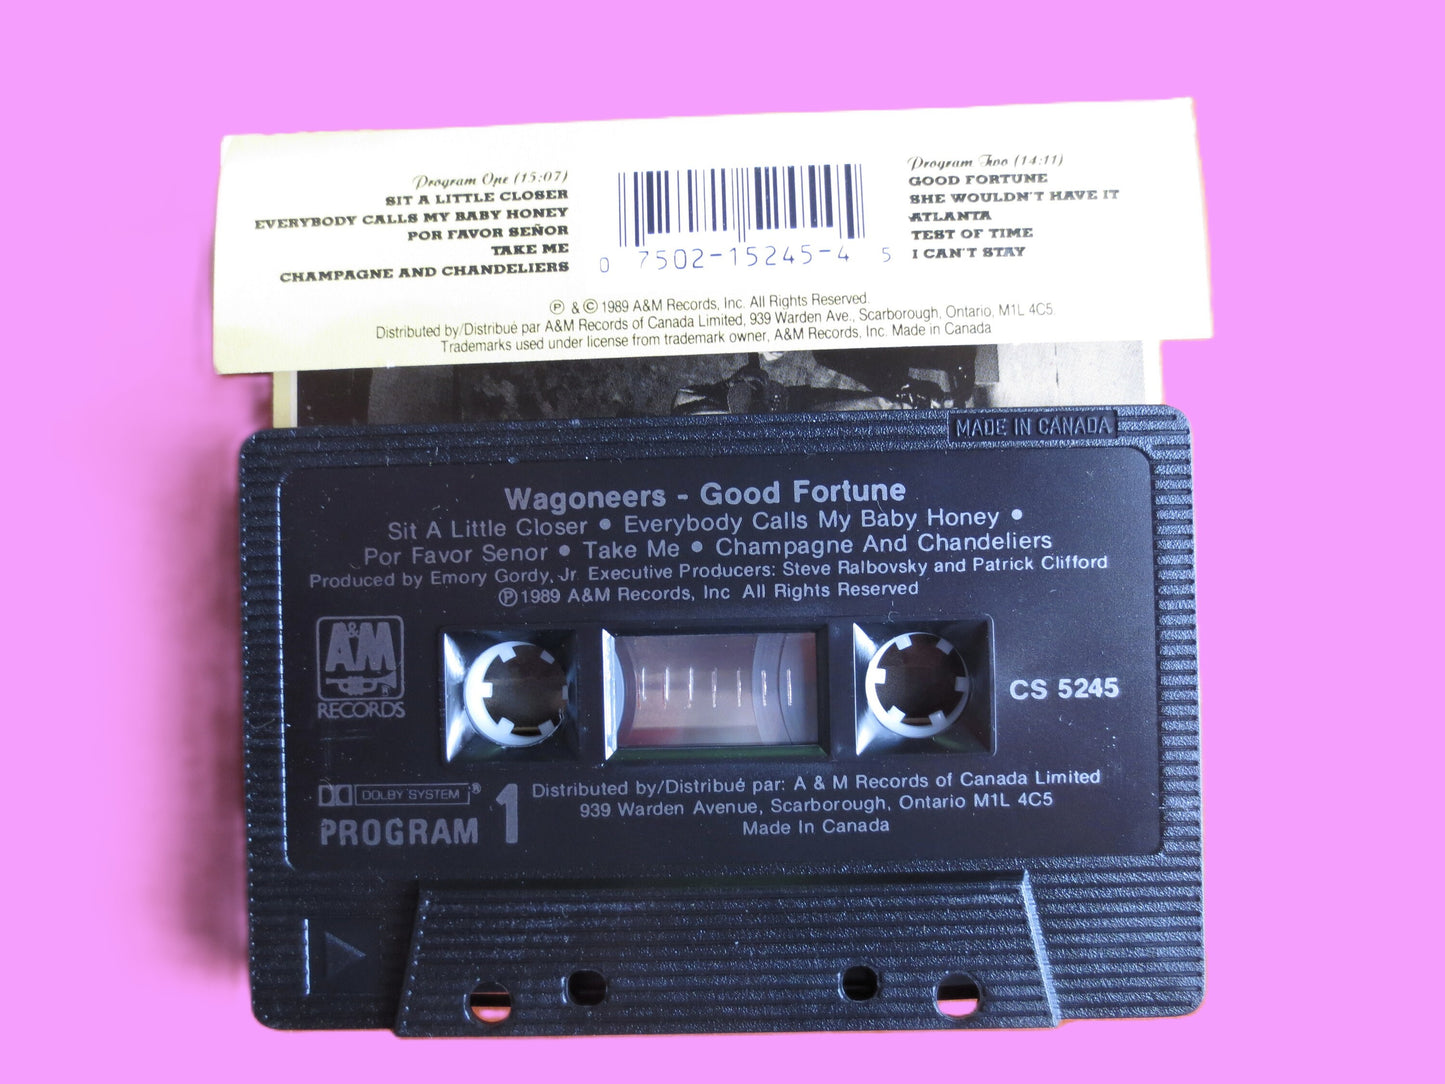 Program One (15:07)
SIT A LITTLE CLOSER
EVERYBODY CALLS MY BABY HONEY
POR FAVOR SEÑOR
TAKE ME
CHAMPAGNE AND CHANDELIERS
0 7502-15245-4 5
Program Two (14:11)
GOOD FORTUNE
SHE WOULDN'T HAVE IT
ATLANTA
TEST OF TIME
I CAN'T STAY
℗ & © 1989 A&M Records, Inc. All Rights Reserved.
Distributed by/Distribué par A&M Records of Canada Limited, 939 Warden Ave., Scarborough, Ontario, M1L 4C5.
Trademarks used under license from trademark owner, A&M Records, Inc. Made in Canada
MADE IN CANADA
Wagoneers - Good Fortune
Sit A Little Closer • Everybody Calls My Baby Honey •
Por Favor Senor • Take Me • Champagne And Chandeliers
Produced by Emory Gordy, Jr. Executive Producers: Steve Ralbovsky and Patrick Clifford
℗1989 A&M Records, Inc All Rights Reserved
A&M
RECORDS
CS 5245
DOLBY SYSTEM ®
PROGRAM 1
Distributed by/Distribué par: A & M Records of Canada Limited
939 Warden Avenue, Scarborough, Ontario M1L 4C5
Made In Canada